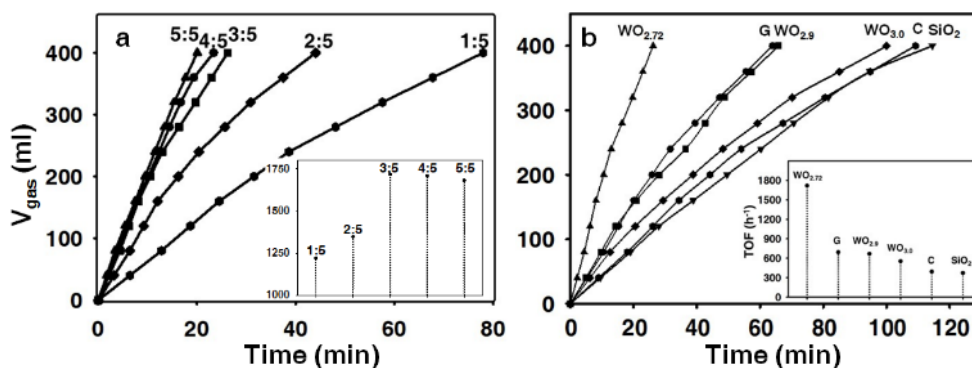 a
5:5 4:5 3:5 2:5 1:5
V_gas (ml)
400
300
200
100
0
0 20 40 60 80
Time (min)
1750
1500
1250
1000
1:5 2:5 3:5 4:5 5:5
b
WO2.72 G WO2.9 WO3.0 C SiO2
400
300
200
100
0
0 20 40 60 80 100 120
Time (min)
TOF (h-1)
1800
1500
1200
900
600
300
0
WO2.72 G WO2.9 WO3.0 C SiO2